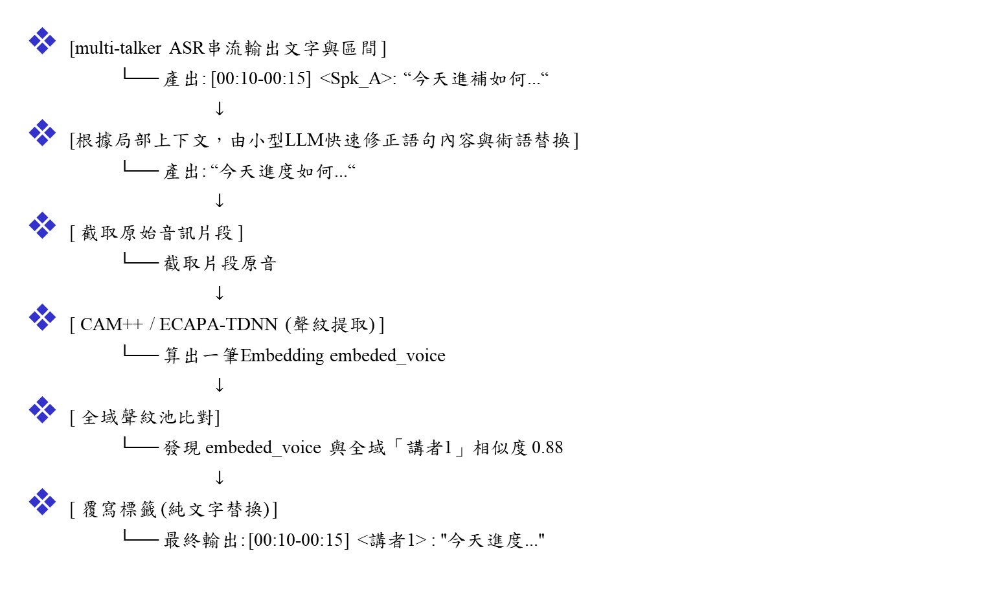 [multi-talker ASR串流輸出文字與區間]
└── 產出: [00:10-00:15] <Spk_A>: “今天進補如何...“
↓
[根據局部上下文，由小型LLM快速修正語句內容與術語替換]
└── 產出: “今天進度如何...“
↓
[ 截取原始音訊片段 ]
└── 截取片段原音
↓
[ CAM++ / ECAPA-TDNN (聲紋提取) ]
└── 算出一筆Embedding embeded_voice
↓
[ 全域聲紋池比對]
└── 發現 embeded_voice 與全域「講者1」相似度 0.88
↓
[ 覆寫標籤 (純文字替換) ]
└── 最終輸出: [00:10-00:15] <講者1> : "今天進度..."